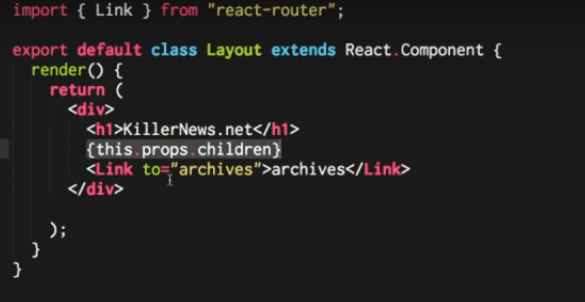 import { Link } from "react-router";
export default class Layout extends React.Component {
render() {
return (
<div>
<h1>KillerNews.net</h1>
{this.props.children}
<Link to="archives">archives</Link>
</div>
);
}
}